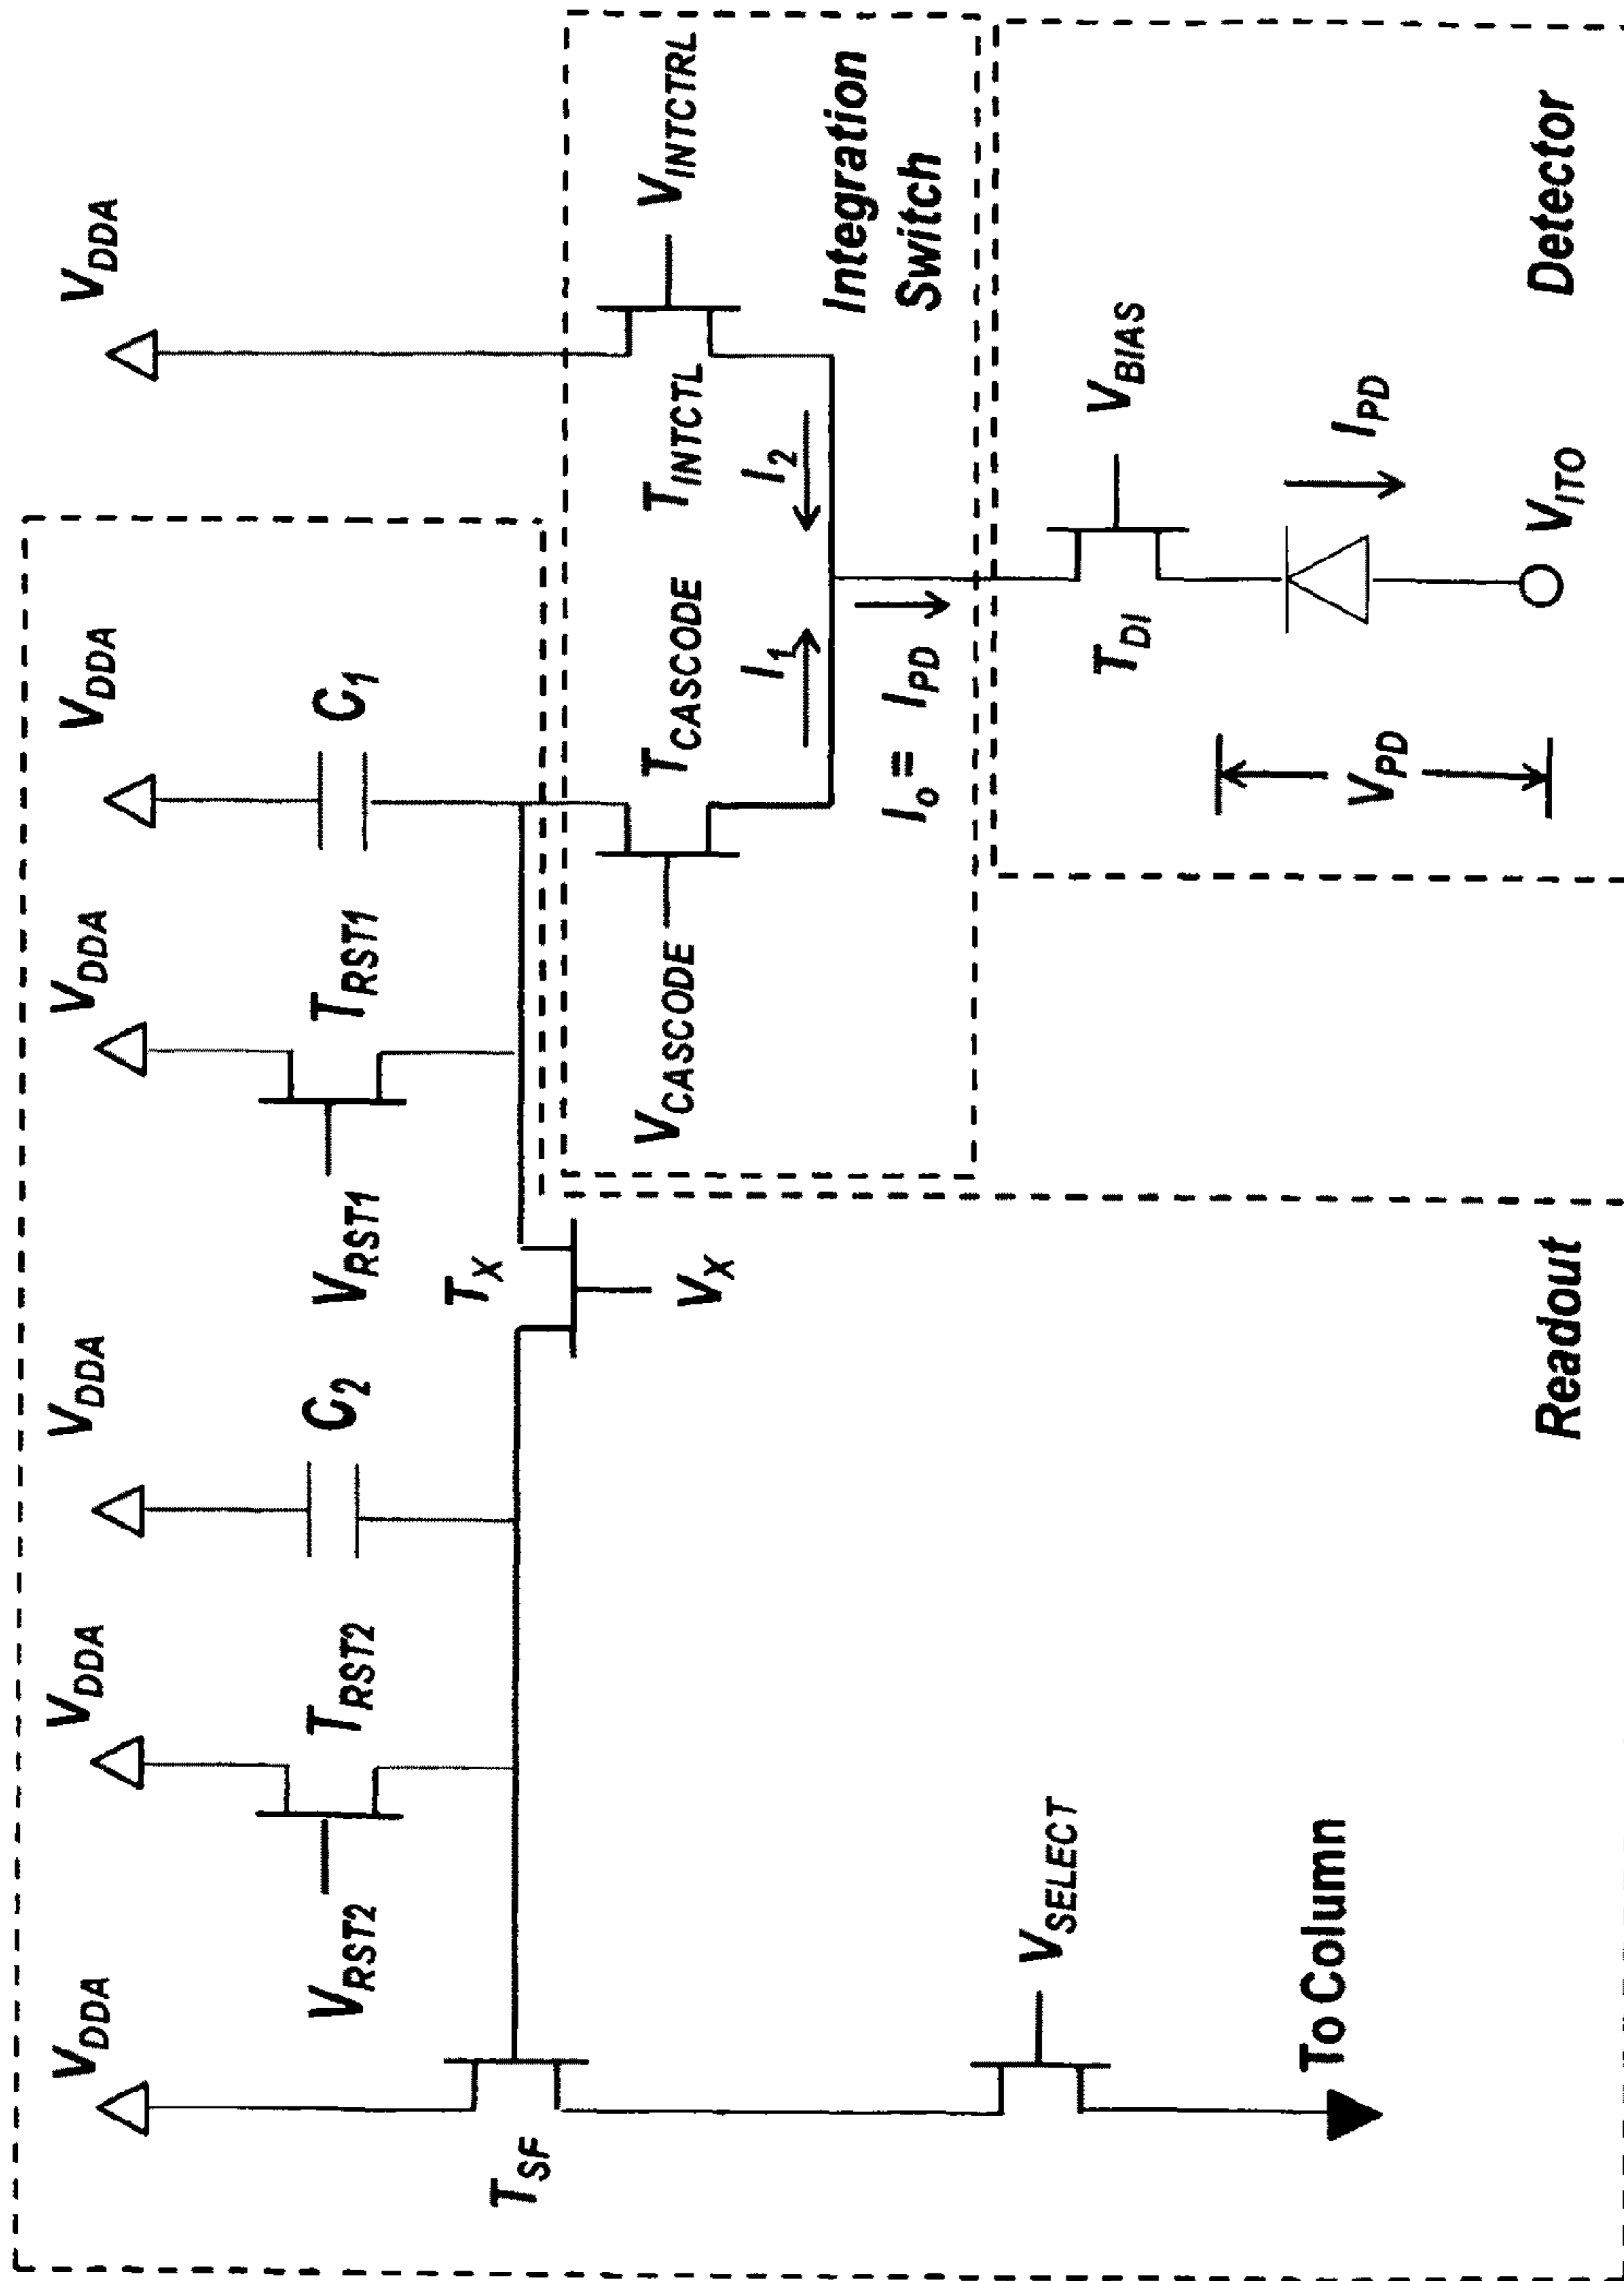 V_DDA
V_DDA
V_DDA
V_DDA
V_DDA
V_DDA
V_RST2
T_RST2
C_2
V_RST1
T_RST1
C_1
T_SF
T_X
V_X
V_CASCODE
T_CASCODE
T_INTCTL
V_INTCTRL
I_1
I_2
Integration
Switch
I_o = I_PD
V_SELECT
T_DI
V_BIAS
To Column
V_PD
I_PD
V_ITO
Readout
Detector